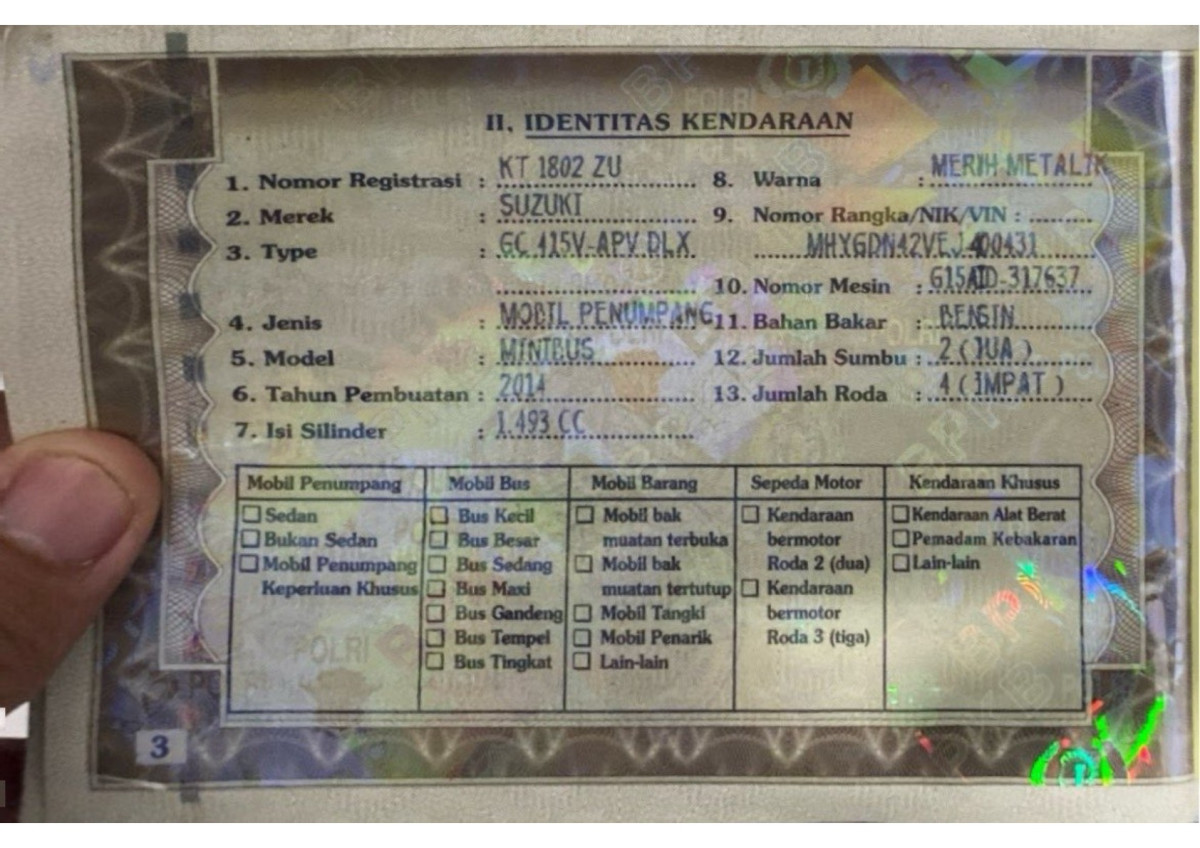 II. IDENTITAS KENDARAAN
1. Nomor Registrasi : KT 1802 ZU
2. Merek : SUZUKI
3. Type : GC 415V-APV DLX
4. Jenis : MOBIL PENUMPANG
5. Model : MINIBUS
6. Tahun Pembuatan : 2014
7. Isi Silinder : 1.493 CC
8. Warna : MERAH METALIK
9. Nomor Rangka/NIK/VIN :
MHYGDN42VEJ400431
10. Nomor Mesin : G15AID-317637
11. Bahan Bakar : BENSIN
12. Jumlah Sumbu : 2 (DUA )
13. Jumlah Roda : 4 ( EMPAT )
Mobil Penumpang
Sedan
Bukan Sedan
Mobil Penumpang
Keperluan Khusus
Mobil Bus
Bus Kecil
Bus Besar
Bus Sedang
Bus Maxi
Bus Gandeng
Bus Tempel
Bus Tingkat
Mobil Barang
Mobil bak
muatan terbuka
Mobil bak
muatan tertutup
Mobil Tangki
Mobil Penarik
Lain-lain
Sepeda Motor
Kendaraan
bermotor
Roda 2 (dua)
Kendaraan
bermotor
Roda 3 (tiga)
Kendaraan Khusus
Kendaraan Alat Berat
Pemadam Kebakaran
Lain-lain
POLRI
3